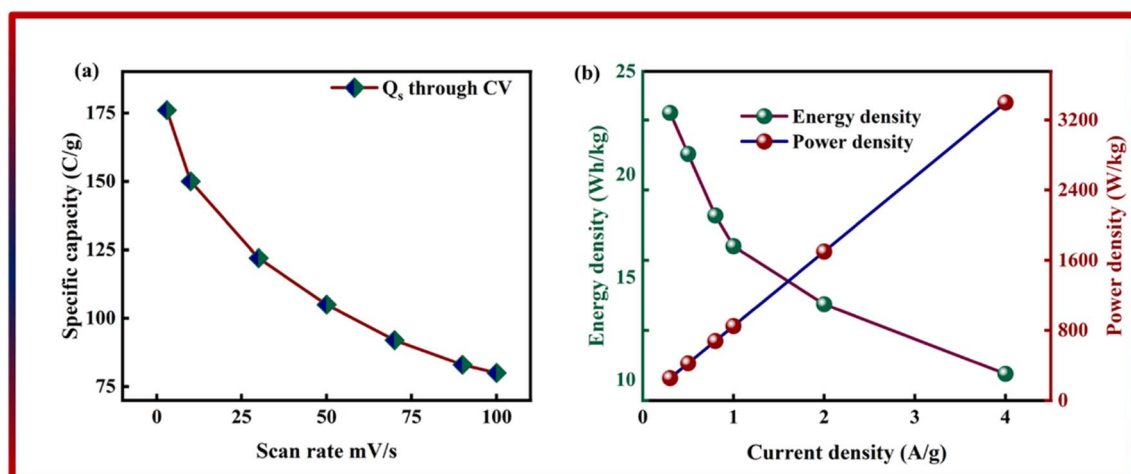 (a)
Q_s through CV
Specific capacity (C/g)
175
150
125
100
75
0 25 50 75 100
Scan rate mV/s
(b)
Energy density
Power density
Energy density (Wh/kg)
25
20
15
10
Power density (W/kg)
3200
2400
1600
800
0
0 1 2 3 4
Current density (A/g)